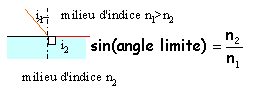 i₁ milieu d'indice n₁>n₂
i₂ sin(angle limite) = n₂/n₁
milieu d'indice n₂